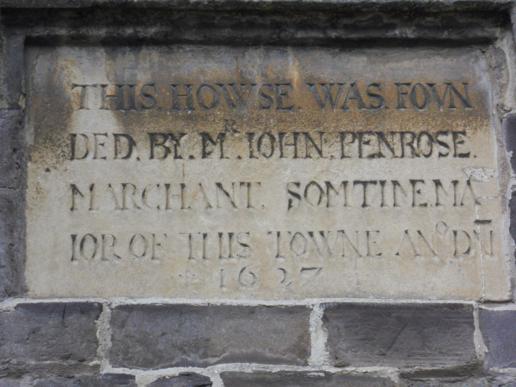 THIS HOWSE WAS FOVN
DED. BY. MR. IOHN. PENROSE
MARCHANT SOMTIME MA
IOR OF THIS TOWNE ANo DNI
1627